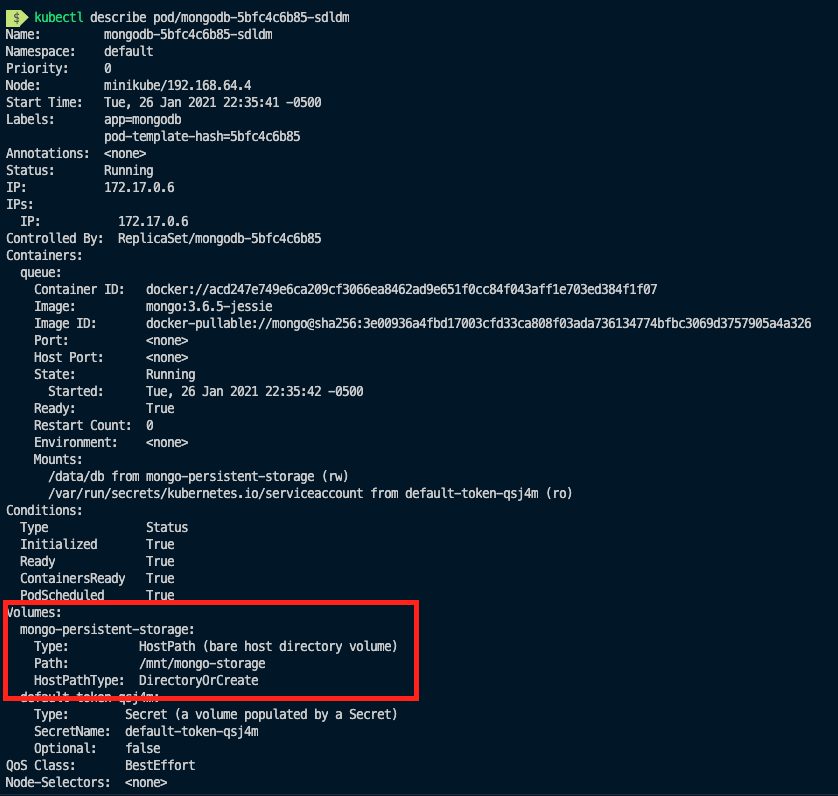 $ kubectl describe pod/mongodb-5bfc4c6b85-sdldm
Name: mongodb-5bfc4c6b85-sdldm
Namespace: default
Priority: 0
Node: minikube/192.168.64.4
Start Time: Tue, 26 Jan 2021 22:35:41 -0500
Labels: app=mongodb
pod-template-hash=5bfc4c6b85
Annotations: <none>
Status: Running
IP: 172.17.0.6
IPs:
IP: 172.17.0.6
Controlled By: ReplicaSet/mongodb-5bfc4c6b85
Containers:
queue:
Container ID: docker://acd247e749e6ca209cf3066ea8462ad9e651f0cc84f043aff1e703ed384f1f07
Image: mongo:3.6.5-jessie
Image ID: docker-pullable://mongo@sha256:3e00936a4fbd17003cfd33ca808f03ada736134774bfbc3069d3757905a4a326
Port: <none>
Host Port: <none>
State: Running
Started: Tue, 26 Jan 2021 22:35:42 -0500
Ready: True
Restart Count: 0
Environment: <none>
Mounts:
/data/db from mongo-persistent-storage (rw)
/var/run/secrets/kubernetes.io/serviceaccount from default-token-qsj4m (ro)
Conditions:
Type Status
Initialized True
Ready True
ContainersReady True
PodScheduled True
Volumes:
mongo-persistent-storage:
Type: HostPath (bare host directory volume)
Path: /mnt/mongo-storage
HostPathType: DirectoryOrCreate
default-token-qsj4m:
Type: Secret (a volume populated by a Secret)
SecretName: default-token-qsj4m
Optional: false
QoS Class: BestEffort
Node-Selectors: <none>